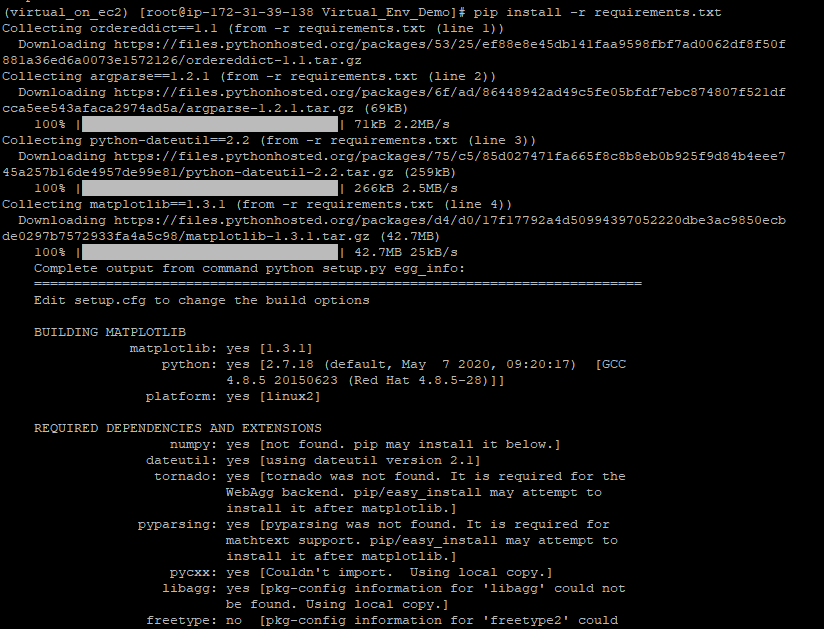 (virtual_on_ec2) [root@ip-172-31-39-138 Virtual_Env_Demo]# pip install -r requirements.txt
Collecting ordereddict==1.1 (from -r requirements.txt (line 1))
Downloading https://files.pythonhosted.org/packages/53/25/ef88e8e45db141faa9598fbf7ad0062df8f50f
881a36ed6a0073e1572126/ordereddict-1.1.tar.gz
Collecting argparse==1.2.1 (from -r requirements.txt (line 2))
Downloading https://files.pythonhosted.org/packages/6f/ad/86448942ad49c5fe05bfdf7ebc874807f521df
cca5ee543afaca2974ad5a/argparse-1.2.1.tar.gz (69kB)
100% | | 71kB 2.2MB/s
Collecting python-dateutil==2.2 (from -r requirements.txt (line 3))
Downloading https://files.pythonhosted.org/packages/75/c5/85d027471fa665f8c8b8eb0b925f9d84b4eee7
45a257b16de4957de99e81/python-dateutil-2.2.tar.gz (259kB)
100% | | 266kB 2.5MB/s
Collecting matplotlib==1.3.1 (from -r requirements.txt (line 4))
Downloading https://files.pythonhosted.org/packages/d4/d0/17f17792a4d50994397052220dbe3ac9850ecb
de0297b7572933fa4a5c98/matplotlib-1.3.1.tar.gz (42.7MB)
100% | | 42.7MB 25kB/s
Complete output from command python setup.py egg_info:
============================================================================
Edit setup.cfg to change the build options
BUILDING MATPLOTLIB
matplotlib: yes [1.3.1]
python: yes [2.7.18 (default, May  7 2020, 09:20:17)  [GCC
4.8.5 20150623 (Red Hat 4.8.5-28)]]
platform: yes [linux2]
REQUIRED DEPENDENCIES AND EXTENSIONS
numpy: yes [not found. pip may install it below.]
dateutil: yes [using dateutil version 2.1]
tornado: yes [tornado was not found. It is required for the
WebAgg backend. pip/easy_install may attempt to
install it after matplotlib.]
pyparsing: yes [pyparsing was not found. It is required for
mathtext support. pip/easy_install may attempt to
install it after matplotlib.]
pycxx: yes [Couldn't import.  Using local copy.]
libagg: yes [pkg-config information for 'libagg' could not
be found. Using local copy.]
freetype: no  [pkg-config information for 'freetype2' could